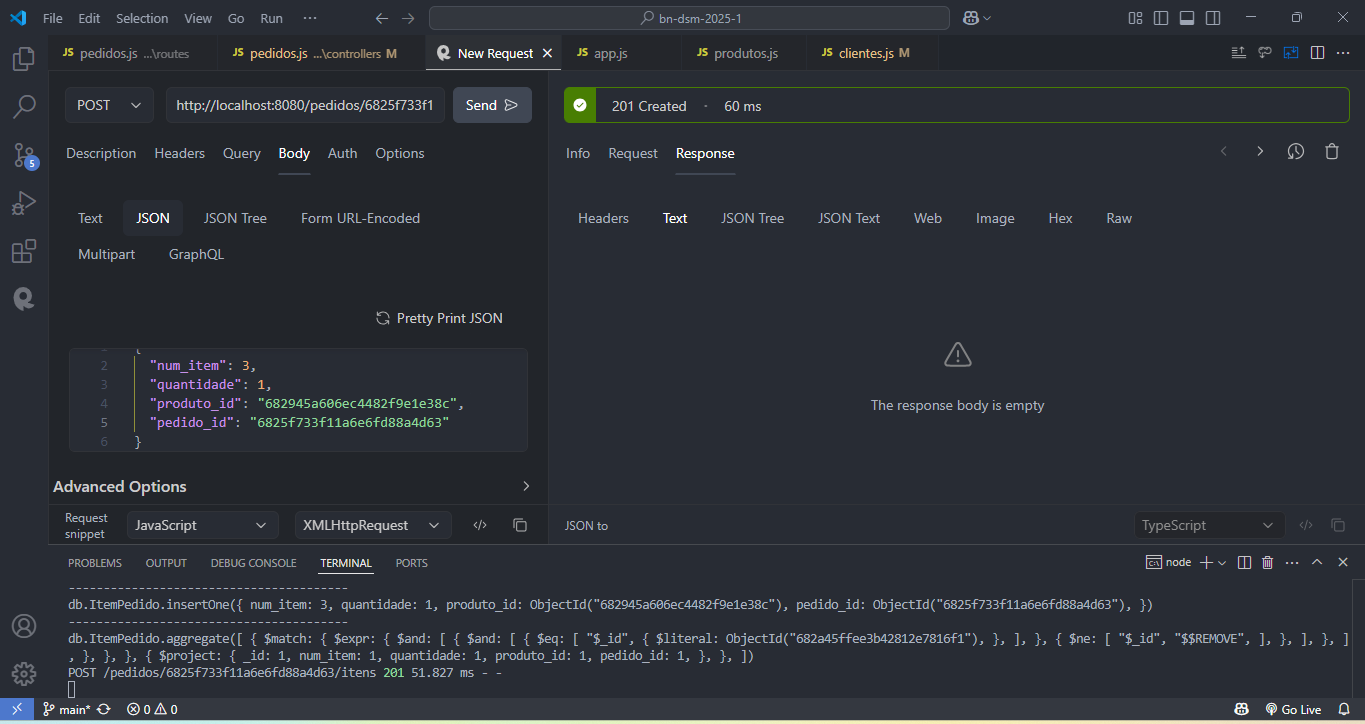 File Edit Selection View Go Run ··· bn-dsm-2025-1
JS pedidos.js ...\routes JS pedidos.js ...\controllers M New Request JS app.js JS produtos.js JS clientes.js M
POST http://localhost:8080/pedidos/6825f733f1 Send 201 Created · 60 ms
Description Headers Query Body Auth Options Info Request Response
5
Text JSON JSON Tree Form URL-Encoded Headers Text JSON Tree JSON Text Web Image Hex Raw
Multipart GraphQL
Pretty Print JSON
1 {
2 "num_item": 3,
3 "quantidade": 1,
4 "produto_id": "682945a606ec4482f9e1e38c",
5 "pedido_id": "6825f733f11a6e6fd88a4d63"
6 }
The response body is empty
Advanced Options
Request snippet JavaScript XMLHttpRequest JSON to TypeScript
PROBLEMS OUTPUT DEBUG CONSOLE TERMINAL PORTS node
----------------------------------------
db.ItemPedido.insertOne({ num_item: 3, quantidade: 1, produto_id: ObjectId("682945a606ec4482f9e1e38c"), pedido_id: ObjectId("6825f733f11a6e6fd88a4d63"), })
----------------------------------------
db.ItemPedido.aggregate([ { $match: { $expr: { $and: [ { $and: [ { $eq: [ "$_id", { $literal: ObjectId("682a45ffee3b42812e7816f1"), }, ], }, { $ne: [ "$_id", "$$REMOVE", ], }, ], }, ]
, }, }, }, { $project: { _id: 1, num_item: 1, quantidade: 1, produto_id: 1, pedido_id: 1, }, }, ])
POST /pedidos/6825f733f11a6e6fd88a4d63/itens 201 51.827 ms - -
main* 0 0 Go Live